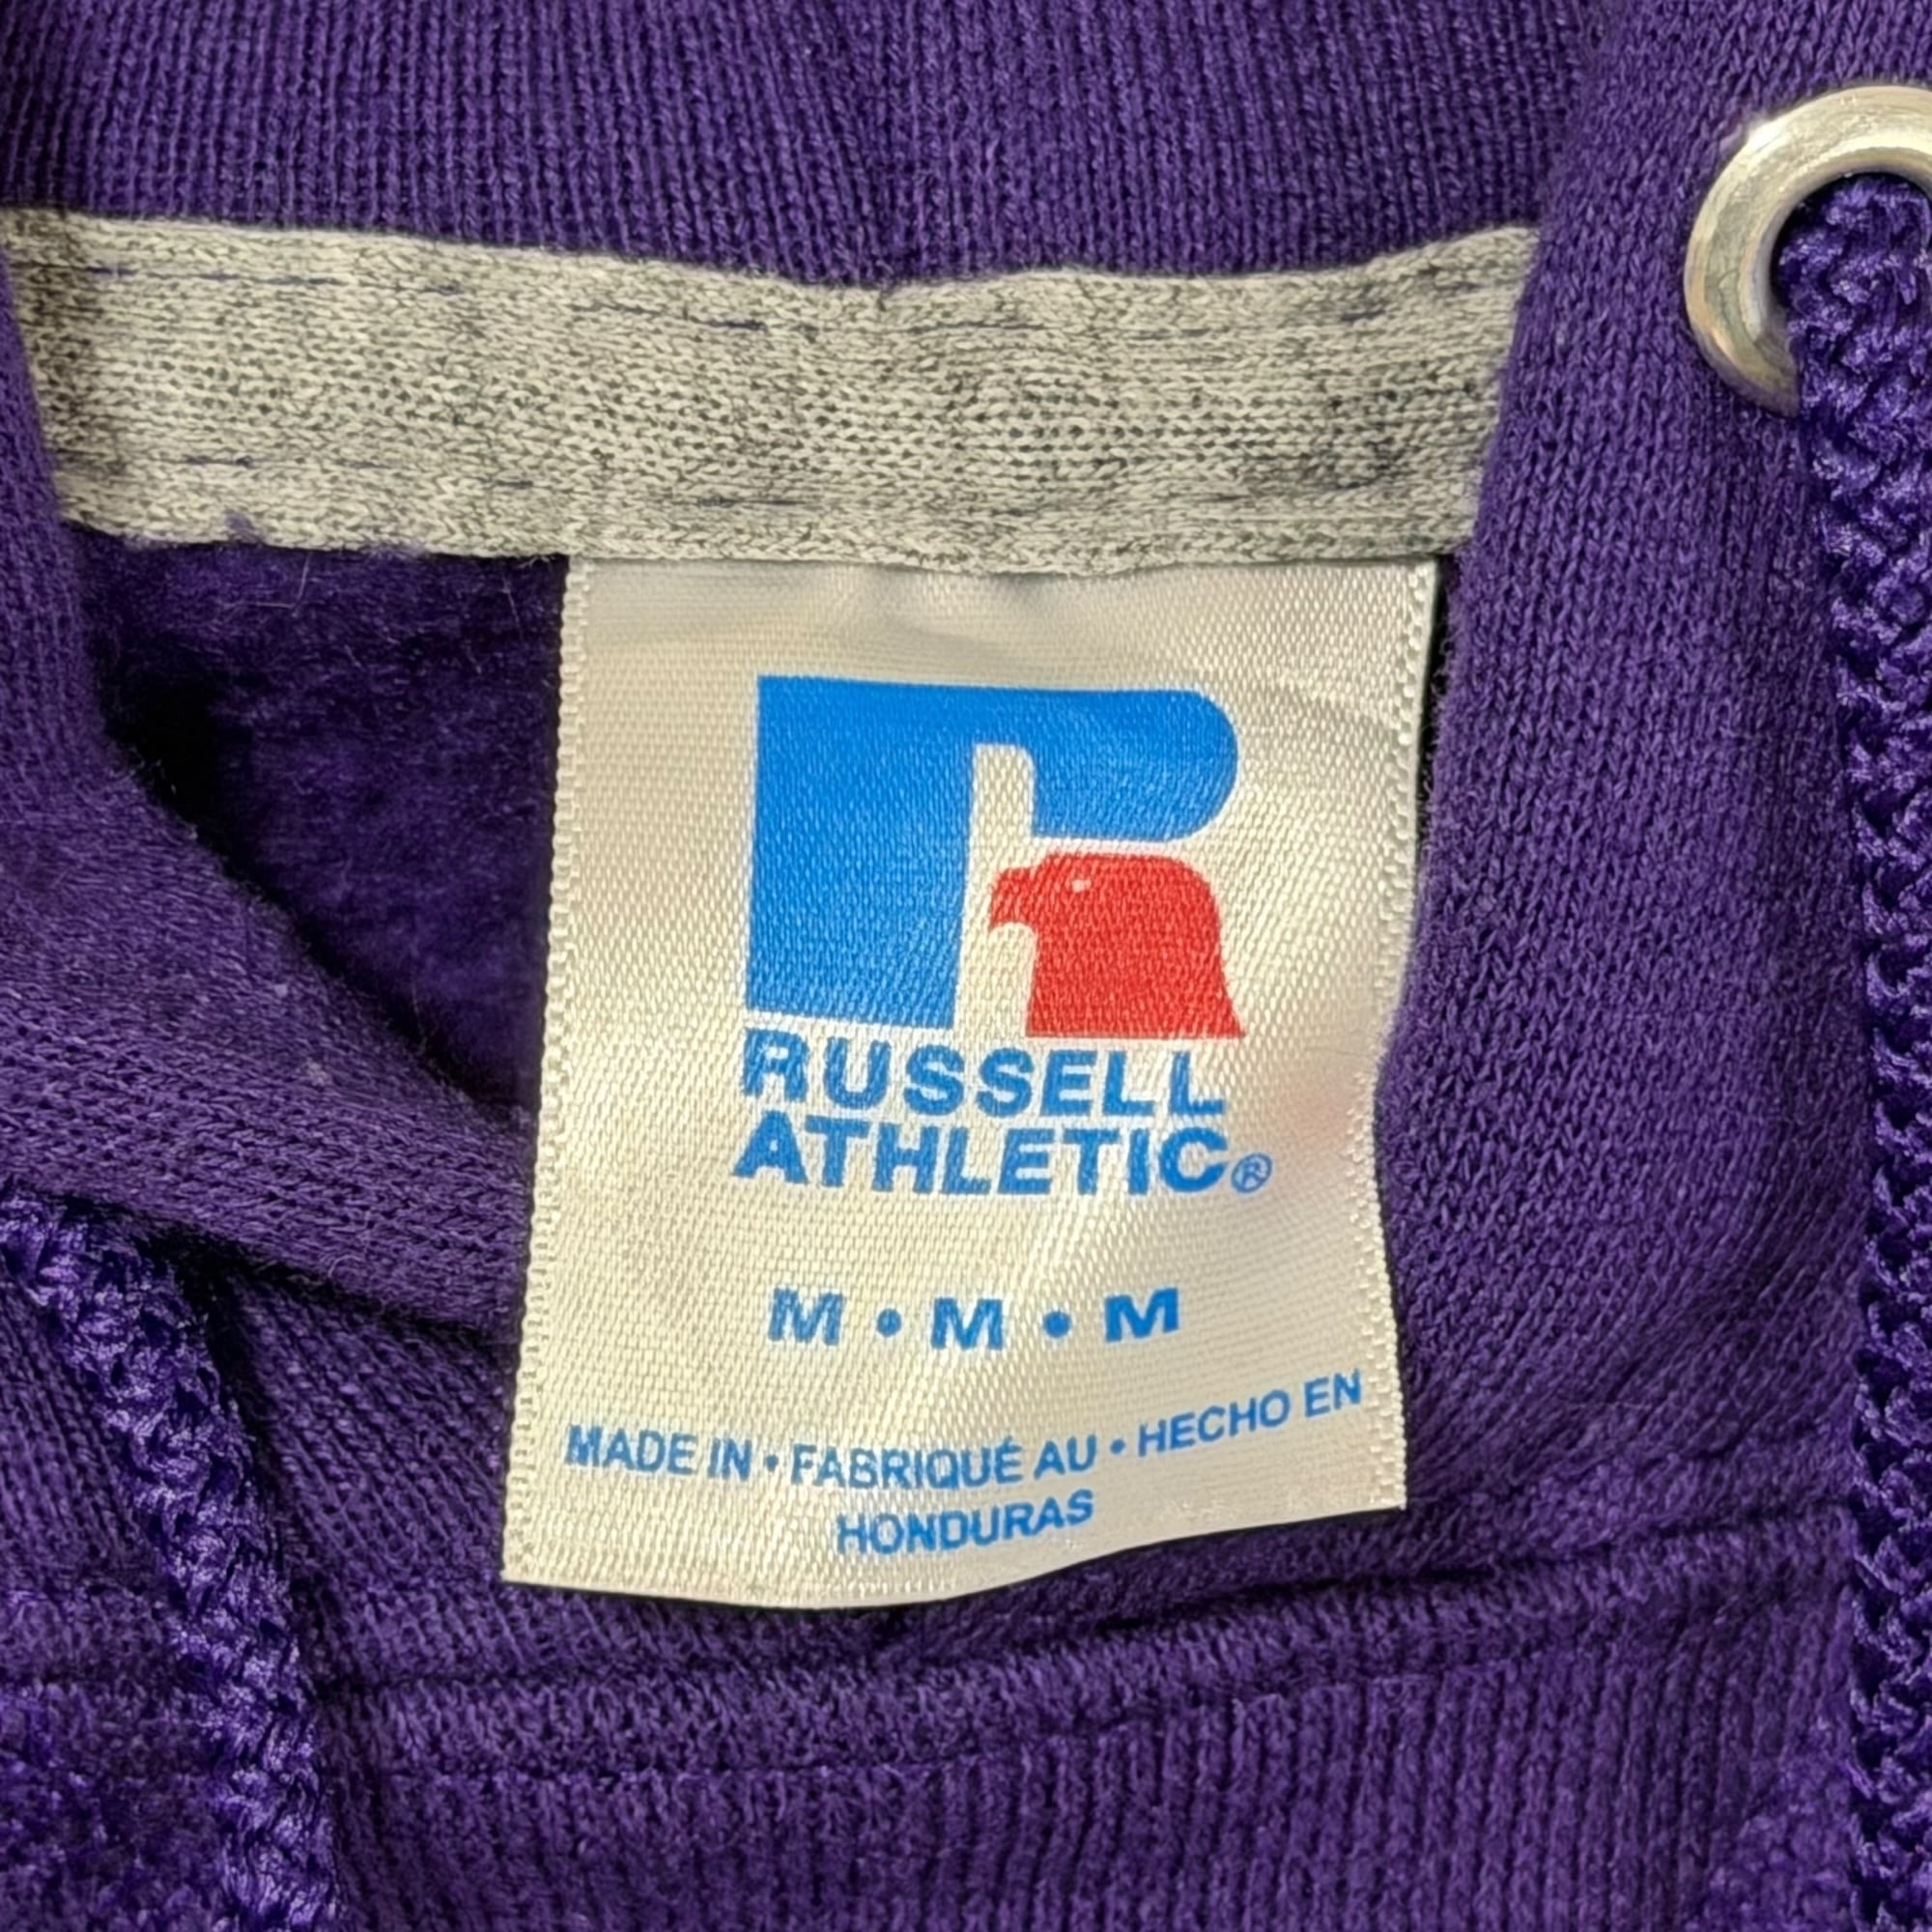 RUSSELL
ATHLETIC®
M • M • M
MADE IN • FABRIQUÉ AU • HECHO EN
HONDURAS